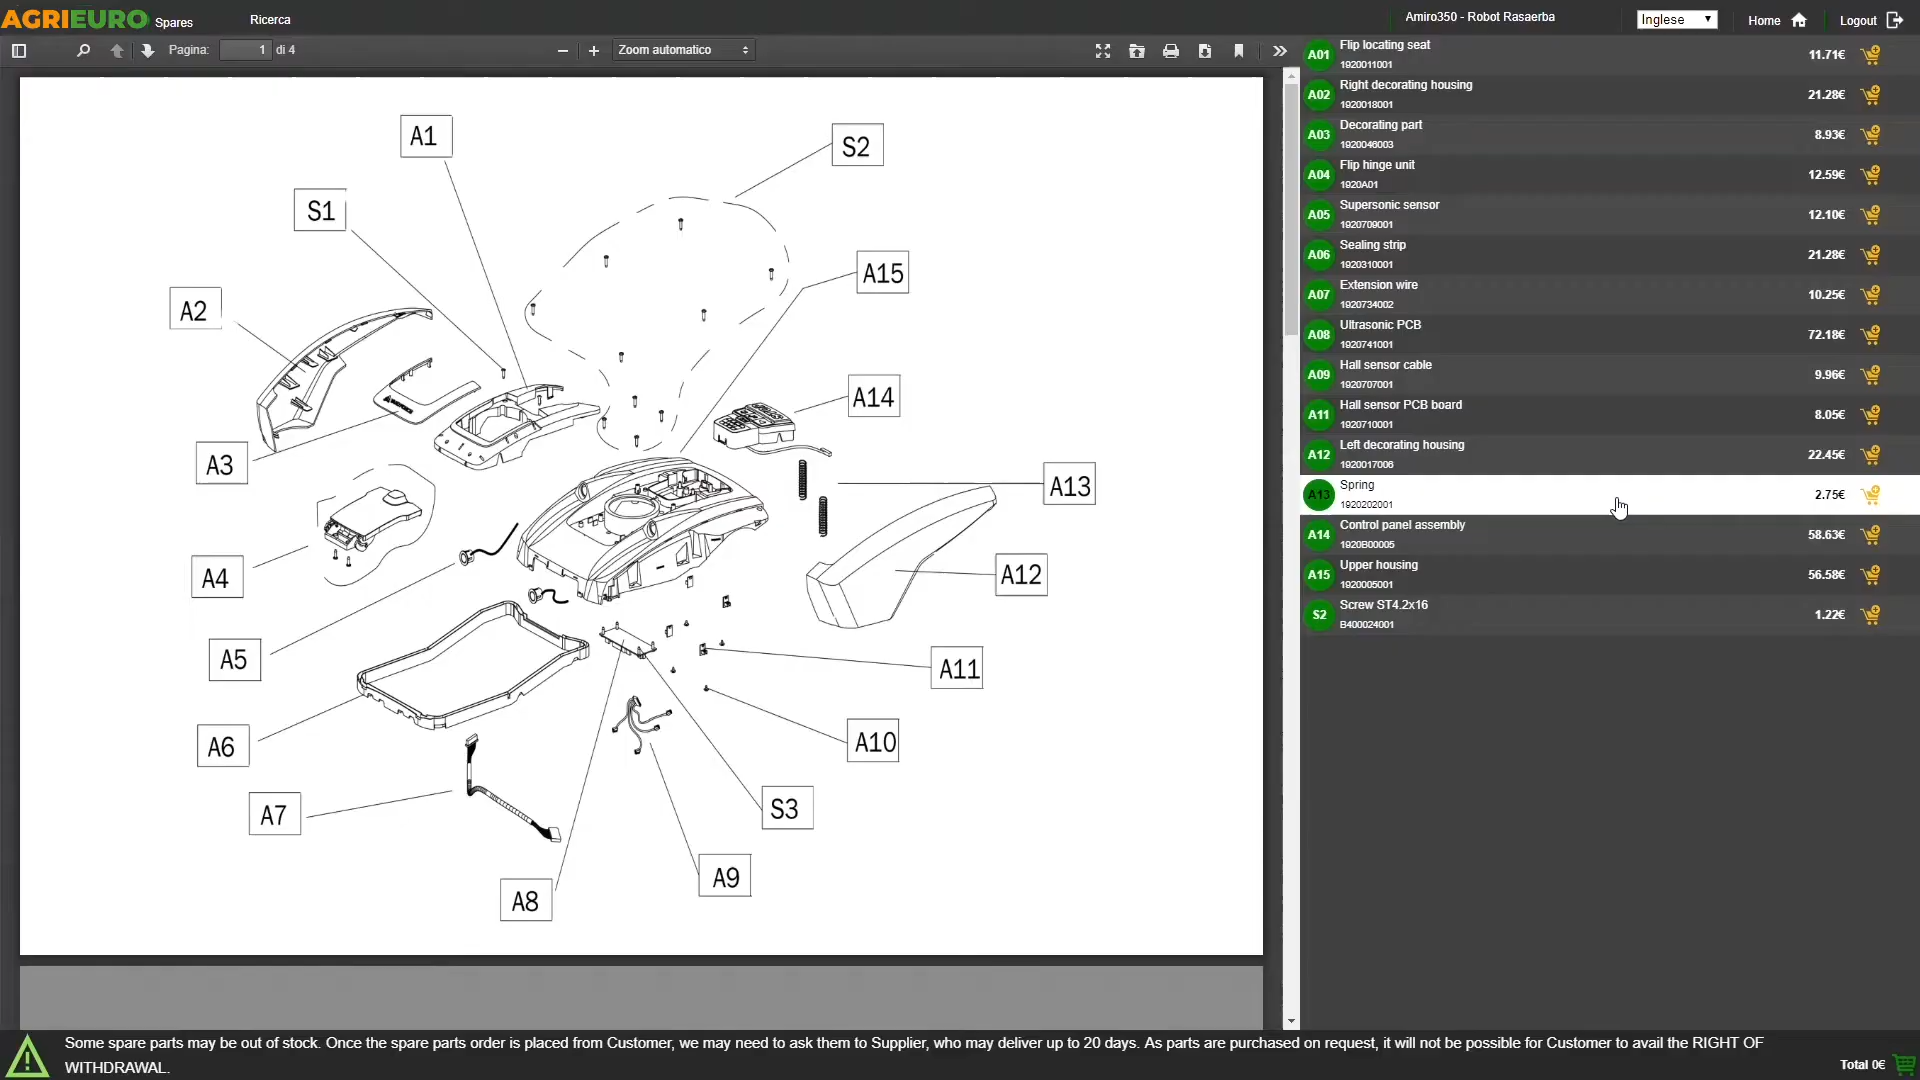 AGRIEURO Spares
Ricerca
Amiro350 - Robot Rasaerba
Inglese
Home
Logout
Pagina: 1 di 4
Zoom automatico
A1
S2
S1
A15
A2
A14
A3
A13
A4
A12
A5
A11
A6
A10
A7
S3
A9
A8
A01 Flip locating seat 11.71€
1920011001
A02 Right decorating housing 21.28€
1920018001
A03 Decorating part 8.93€
1920046003
A04 Flip hinge unit 12.59€
1920A01
A05 Supersonic sensor 12.10€
1920709001
A06 Sealing strip 21.28€
1920310001
A07 Extension wire 10.25€
1920734002
A08 Ultrasonic PCB 72.18€
1920741001
A09 Hall sensor cable 9.96€
1920707001
A11 Hall sensor PCB board 8.05€
1920710001
A12 Left decorating housing 22.45€
1920017006
A13 Spring 2.75€
1920202001
A14 Control panel assembly 58.63€
1920B00005
A15 Upper housing 56.58€
1920005001
S2 Screw ST4.2x16 1.22€
B400024001
Some spare parts may be out of stock. Once the spare parts order is placed from Customer, we may need to ask them to Supplier, who may deliver up to 20 days. As parts are purchased on request, it will not be possible for Customer to avail the RIGHT OF
WITHDRAWAL.
Total 0€